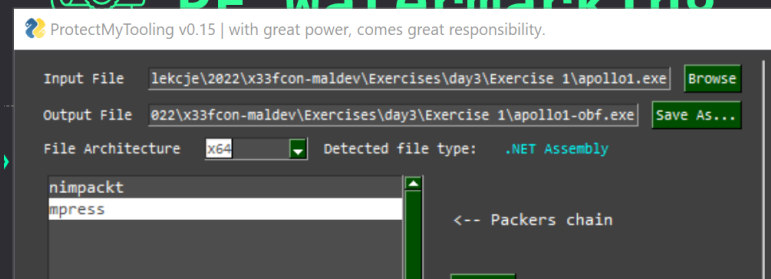 PE Watermarking
ProtectMyTooling v0.15 | with great power, comes great responsibility.
Input File lekcje\2022\x33fcon-maldev\Exercises\day3\Exercise 1\apollo1.exe Browse
Output File 022\x33fcon-maldev\Exercises\day3\Exercise 1\apollo1-obf.exe Save As...
File Architecture x64 Detected file type: .NET Assembly
nimpackt
mpress
<-- Packers chain